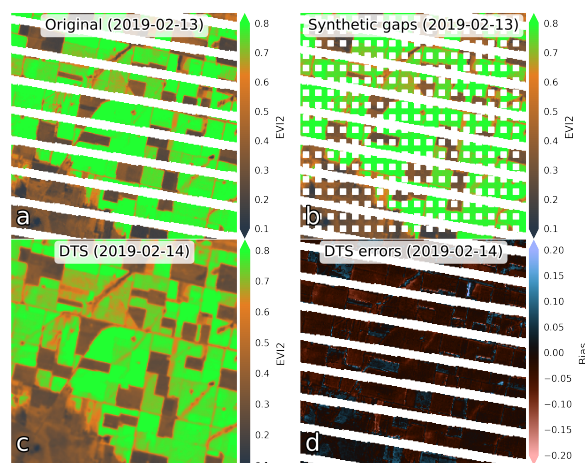 Original (2019-02-13)
0.8
0.7
0.6
0.5
0.4
0.3
0.2
0.1
EVI2
a
Synthetic gaps (2019-02-13)
0.8
0.7
0.6
0.5
0.4
0.3
0.2
0.1
EVI2
b
DTS (2019-02-14)
0.8
0.7
0.6
0.5
0.4
0.3
0.2
EVI2
c
DTS errors (2019-02-14)
0.20
0.15
0.10
0.05
0.00
−0.05
−0.10
−0.15
−0.20
Bias
d